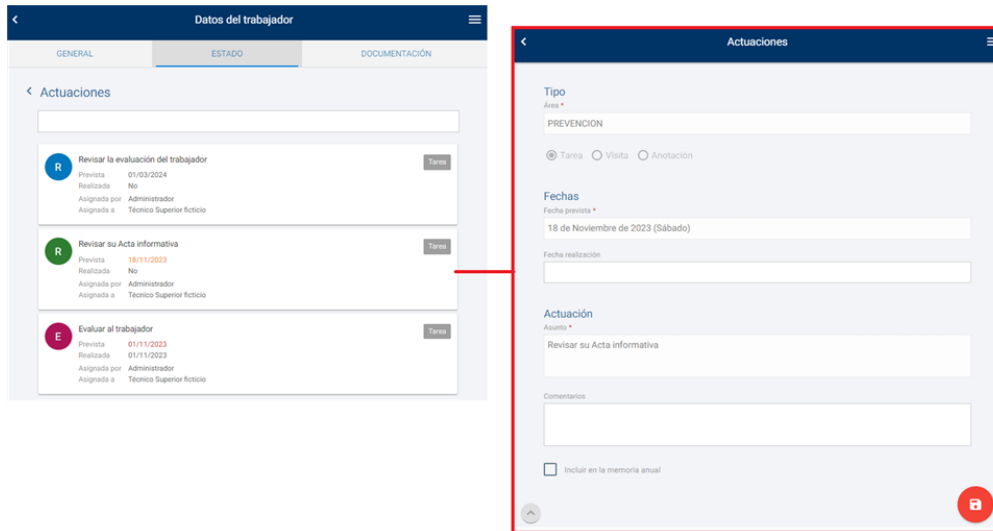 Datos del trabajador
GENERAL ESTADO DOCUMENTACIÓN
Actuaciones
R
Revisar la evaluación del trabajador
Tarea
Prevista 01/03/2024
Realizada No
Asignada por Administrador
Asignada a Técnico Superior ficticio
R
Revisar su Acta informativa
Tarea
Prevista 18/11/2023
Realizada No
Asignada por Administrador
Asignada a Técnico Superior ficticio
E
Evaluar al trabajador
Tarea
Prevista 01/11/2023
Realizada 01/11/2023
Asignada por Administrador
Asignada a Técnico Superior ficticio
Actuaciones
Tipo
Área *
PREVENCION
Tarea Visita Anotación
Fechas
Fecha prevista *
18 de Noviembre de 2023 (Sábado)
Fecha realización
Actuación
Asunto *
Revisar su Acta informativa
Comentarios
Incluir en la memoria anual